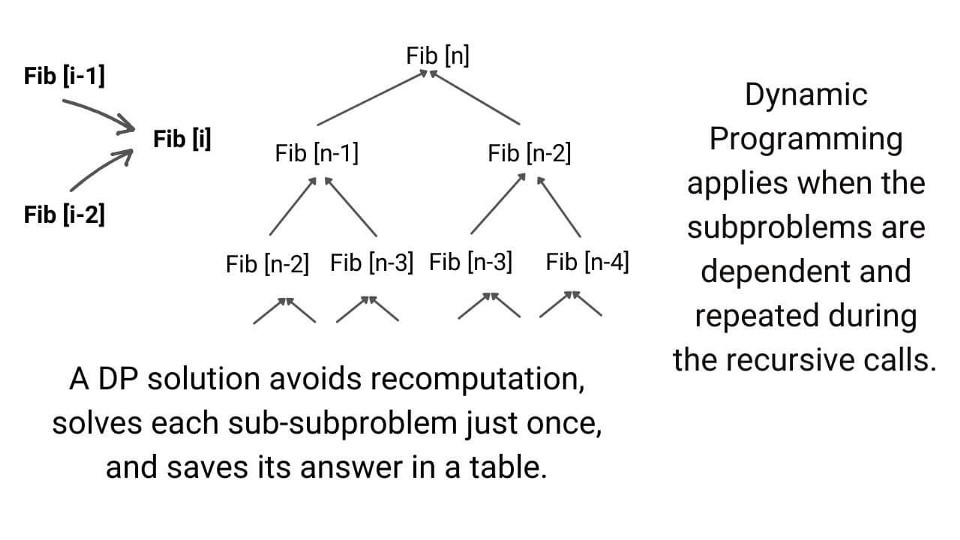 Fib [i-1]
Fib [i]
Fib [i-2]
Fib [n]
Fib [n-1] Fib [n-2]
Fib [n-2] Fib [n-3] Fib [n-3] Fib [n-4]
Dynamic
Programming
applies when the
subproblems are
dependent and
repeated during
the recursive calls.
A DP solution avoids recomputation,
solves each sub-subproblem just once,
and saves its answer in a table.